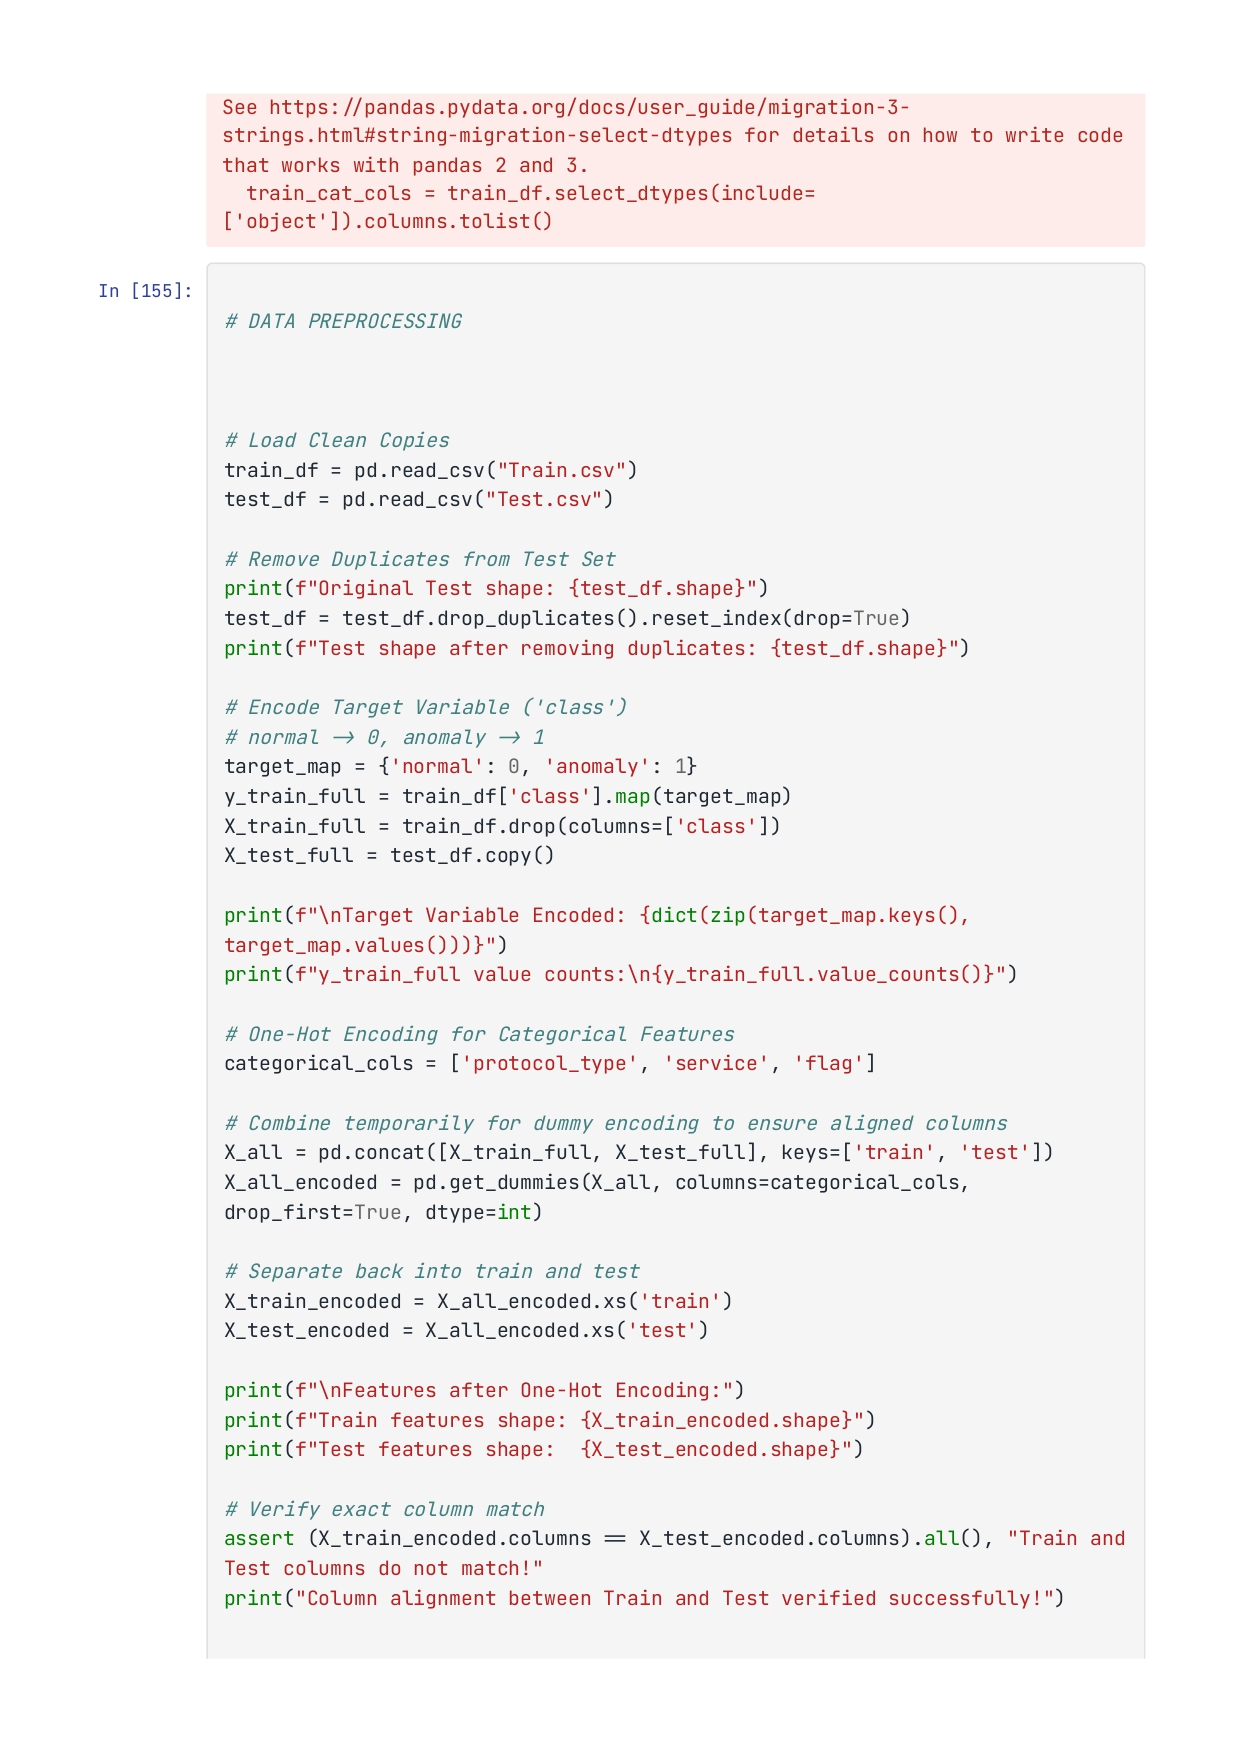 See https://pandas.pydata.org/docs/user_guide/migration-3-
strings.html#string-migration-select-dtypes for details on how to write code
that works with pandas 2 and 3.
  train_cat_cols = train_df.select_dtypes(include=
['object']).columns.tolist()
In [155]:
# DATA PREPROCESSING
# Load Clean Copies
train_df = pd.read_csv("Train.csv")
test_df = pd.read_csv("Test.csv")
# Remove Duplicates from Test Set
print(f"Original Test shape: {test_df.shape}")
test_df = test_df.drop_duplicates().reset_index(drop=True)
print(f"Test shape after removing duplicates: {test_df.shape}")
# Encode Target Variable ('class')
# normal -> 0, anomaly -> 1
target_map = {'normal': 0, 'anomaly': 1}
y_train_full = train_df['class'].map(target_map)
X_train_full = train_df.drop(columns=['class'])
X_test_full = test_df.copy()
print(f"\nTarget Variable Encoded: {dict(zip(target_map.keys(),
target_map.values()))}")
print(f"y_train_full value counts:\n{y_train_full.value_counts()}")
# One-Hot Encoding for Categorical Features
categorical_cols = ['protocol_type', 'service', 'flag']
# Combine temporarily for dummy encoding to ensure aligned columns
X_all = pd.concat([X_train_full, X_test_full], keys=['train', 'test'])
X_all_encoded = pd.get_dummies(X_all, columns=categorical_cols,
drop_first=True, dtype=int)
# Separate back into train and test
X_train_encoded = X_all_encoded.xs('train')
X_test_encoded = X_all_encoded.xs('test')
print(f"\nFeatures after One-Hot Encoding:")
print(f"Train features shape: {X_train_encoded.shape}")
print(f"Test features shape:  {X_test_encoded.shape}")
# Verify exact column match
assert (X_train_encoded.columns == X_test_encoded.columns).all(), "Train and
Test columns do not match!"
print("Column alignment between Train and Test verified successfully!")